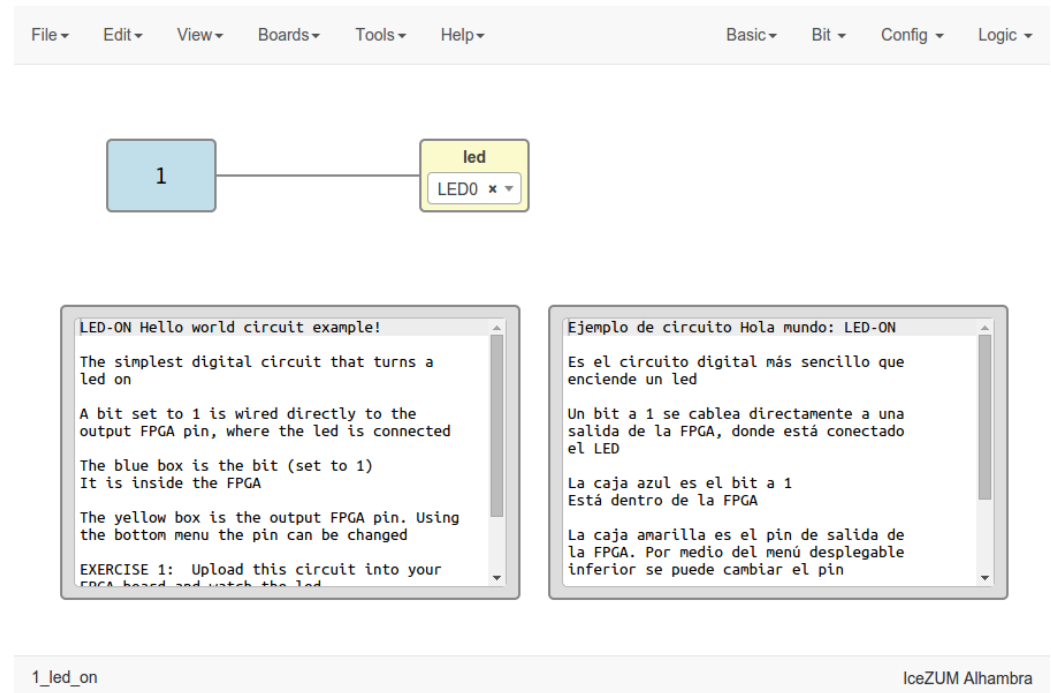 File Edit View Boards Tools Help Basic Bit Config Logic
1
led
LED0 ×
LED-ON Hello world circuit example!
The simplest digital circuit that turns a
led on
A bit set to 1 is wired directly to the
output FPGA pin, where the led is connected
The blue box is the bit (set to 1)
It is inside the FPGA
The yellow box is the output FPGA pin. Using
the bottom menu the pin can be changed
EXERCISE 1:  Upload this circuit into your
FPGA board and watch the led
Ejemplo de circuito Hola mundo: LED-ON
Es el circuito digital más sencillo que
enciende un led
Un bit a 1 se cablea directamente a una
salida de la FPGA, donde está conectado
el LED
La caja azul es el bit a 1
Está dentro de la FPGA
La caja amarilla es el pin de salida de
la FPGA. Por medio del menú desplegable
inferior se puede cambiar el pin
1_led_on
IceZUM Alhambra